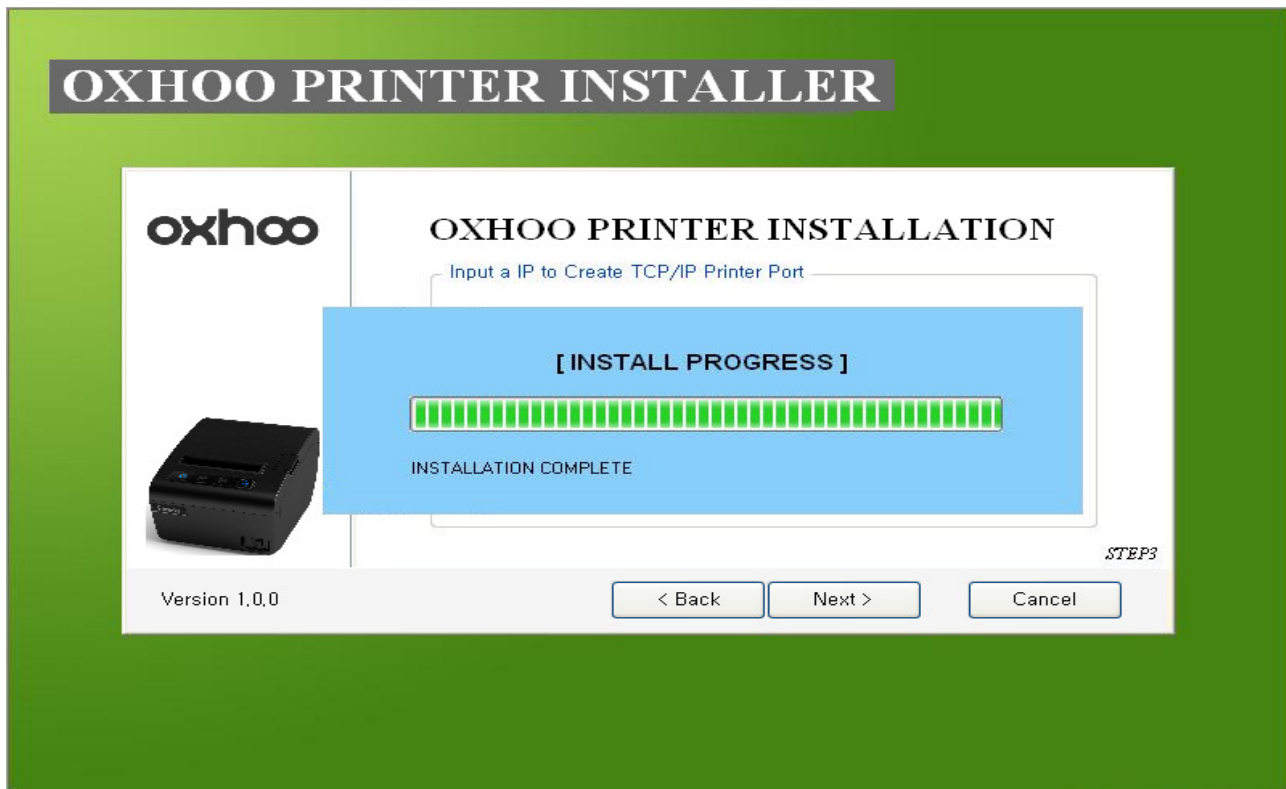 OXHOO PRINTER INSTALLER
oxhoo
OXHOO PRINTER INSTALLATION
Input a IP to Create TCP/IP Printer Port
[ INSTALL PROGRESS ]
INSTALLATION COMPLETE
STEP3
Version 1,0,0
< Back
Next >
Cancel